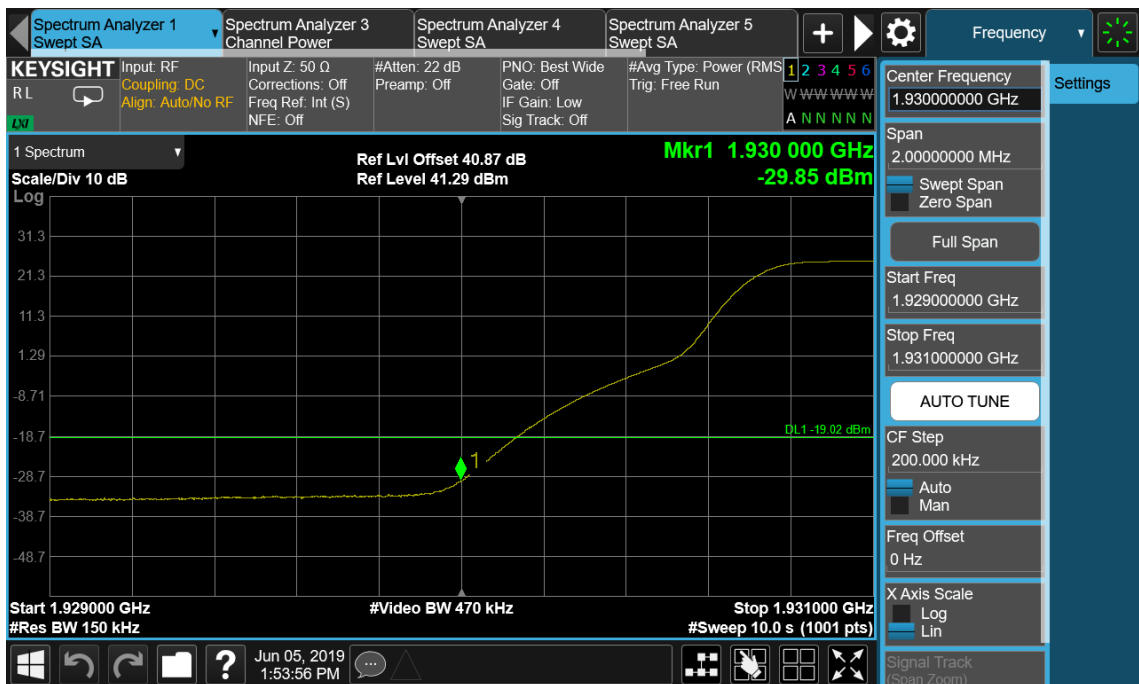 Spectrum Analyzer 1
Swept SA
Spectrum Analyzer 3
Channel Power
Spectrum Analyzer 4
Swept SA
Spectrum Analyzer 5
Swept SA
+
Frequency
KEYSIGHT
RL
LXI
Input: RF
Coupling: DC
Align: Auto/No RF
Input Z: 50 Ω
Corrections: Off
Freq Ref: Int (S)
NFE: Off
#Atten: 22 dB
Preamp: Off
PNO: Best Wide
Gate: Off
IF Gain: Low
Sig Track: Off
#Avg Type: Power (RMS
Trig: Free Run
1 2 3 4 5 6
W W W W W W
A N N N N N
1 Spectrum
Scale/Div 10 dB
Log
Ref Lvl Offset 40.87 dB
Ref Level 41.29 dBm
Mkr1 1.930 000 GHz
-29.85 dBm
31.3
21.3
11.3
1.29
-8.71
-18.7
-28.7
-38.7
-48.7
DL1 -19.02 dBm
1
Start 1.929000 GHz
#Res BW 150 kHz
#Video BW 470 kHz
Stop 1.931000 GHz
#Sweep 10.0 s (1001 pts)
?
Jun 05, 2019
1:53:56 PM
Center Frequency
1.930000000 GHz
Span
2.00000000 MHz
Swept Span
Zero Span
Full Span
Start Freq
1.929000000 GHz
Stop Freq
1.931000000 GHz
AUTO TUNE
CF Step
200.000 kHz
Auto
Man
Freq Offset
0 Hz
X Axis Scale
Log
Lin
Signal Track
(Span Zoom)
Settings